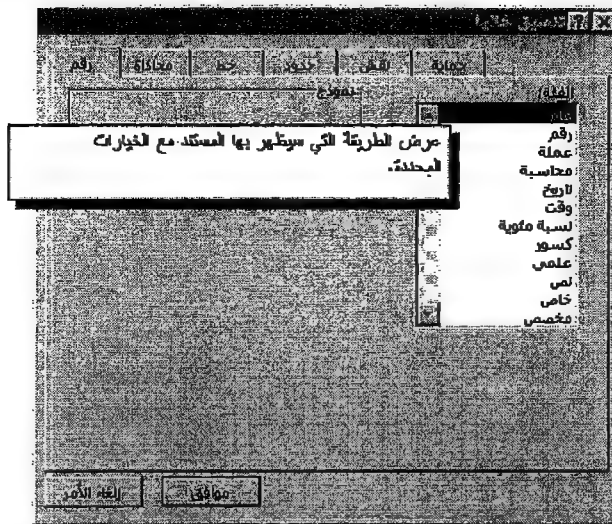 تنسيق خلايا
رقم محاذاة خط حدود نقش حماية
الفئة:
نموذج
عام
رقم
عملة
محاسبة
تاريخ
وقت
نسبة مئوية
كسور
علمي
نص
خاص
مخصص
عرض الطريقة التي سيظهر بها المستند مع الخيارات
المحددة.
موافق
إلغاء الأمر